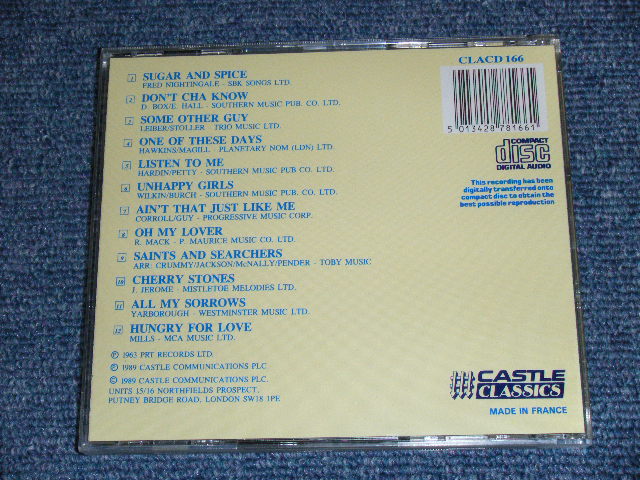 1 SUGAR AND SPICE
FRED NIGHTINGALE - SBK SONGS LTD.
2 DON'T CHA KNOW
D. BOX/E. HALL - SOUTHERN MUSIC PUB. CO. LTD.
3 SOME OTHER GUY
LEIBER/STOLLER - TRIO MUSIC LTD.
4 ONE OF THESE DAYS
HAWKINS/MAGILL - PLANETARY NOM (LDN) LTD.
5 LISTEN TO ME
HARDIN/PETTY - SOUTHERN MUSIC PUB CO. LTD.
6 UNHAPPY GIRLS
WILKIN/BURCH - SOUTHERN MUSIC PUB. CO. LTD.
7 AIN'T THAT JUST LIKE ME
CORROLL/GUY - PROGRESSIVE MUSIC CORP.
8 OH MY LOVER
R. MACK - P. MAURICE MUSIC CO. LTD.
9 SAINTS AND SEARCHERS
ARR: CRUMMY/JACKSON/McNALLY/PENDER - TOBY MUSIC
10 CHERRY STONES
J. JEROME - MISTLETOE MELODIES LTD.
11 ALL MY SORROWS
YARBOROUGH - WESTMINSTER MUSIC LTD.
12 HUNGRY FOR LOVE
MILLS - MCA MUSIC LTD.
Ⓟ 1963 PRT RECORDS LTD.
Ⓟ 1989 CASTLE COMMUNICATIONS PLC
© 1989 CASTLE COMMUNICATIONS PLC.
UNITS 15/16 NORTHFIELDS PROSPECT,
PUTNEY BRIDGE ROAD, LONDON SW18 1PE
CLACD 166
5 013428 781661
COMPACT
disc
DIGITAL AUDIO
This recording has been
digitally transferred onto
compact disc to obtain the
best possible reproduction
CASTLE
CLASSICS
MADE IN FRANCE